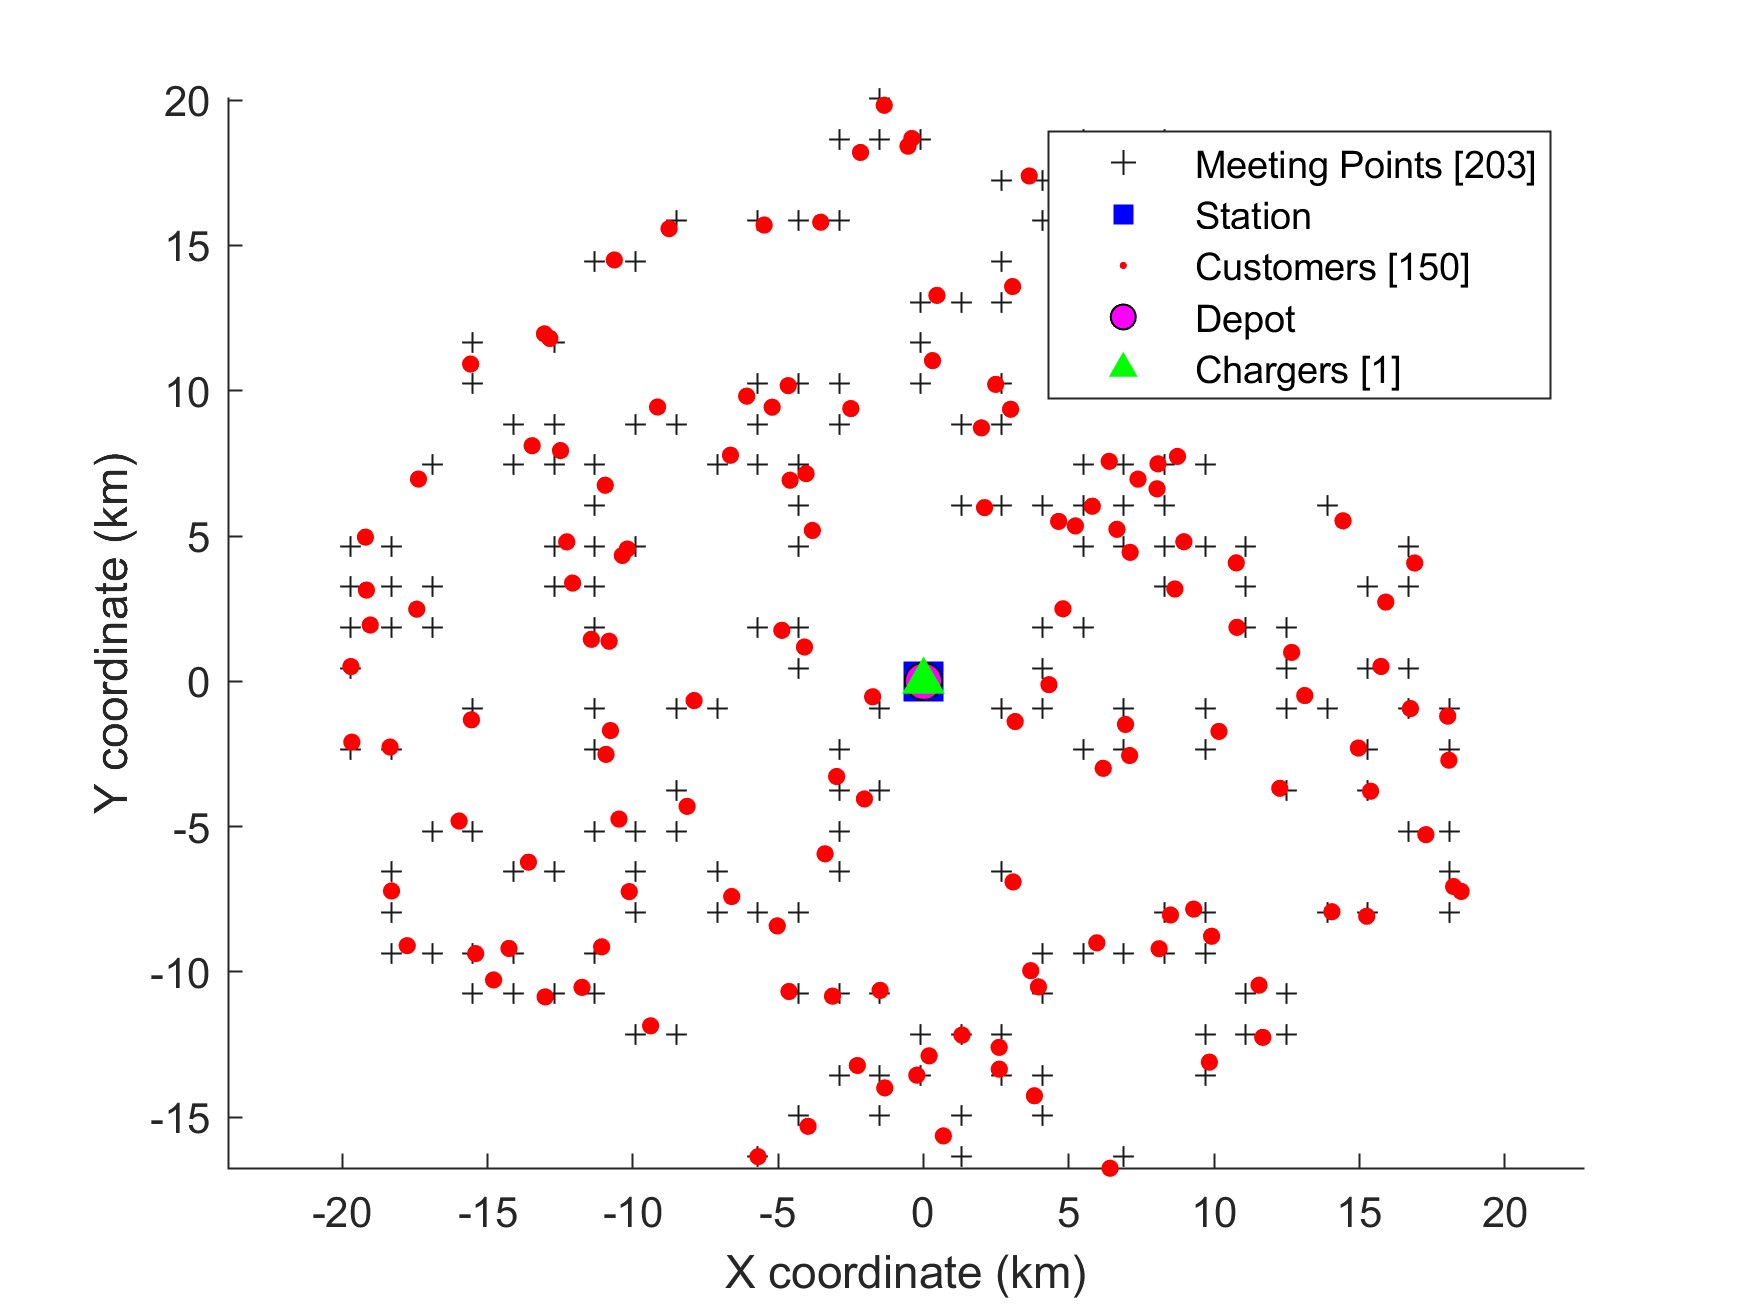 20
15
10
5
0
-5
-10
-15
Y coordinate (km)
Meeting Points [203]
Station
Customers [150]
Depot
Chargers [1]
-20 -15 -10 -5 0 5 10 15 20
X coordinate (km)